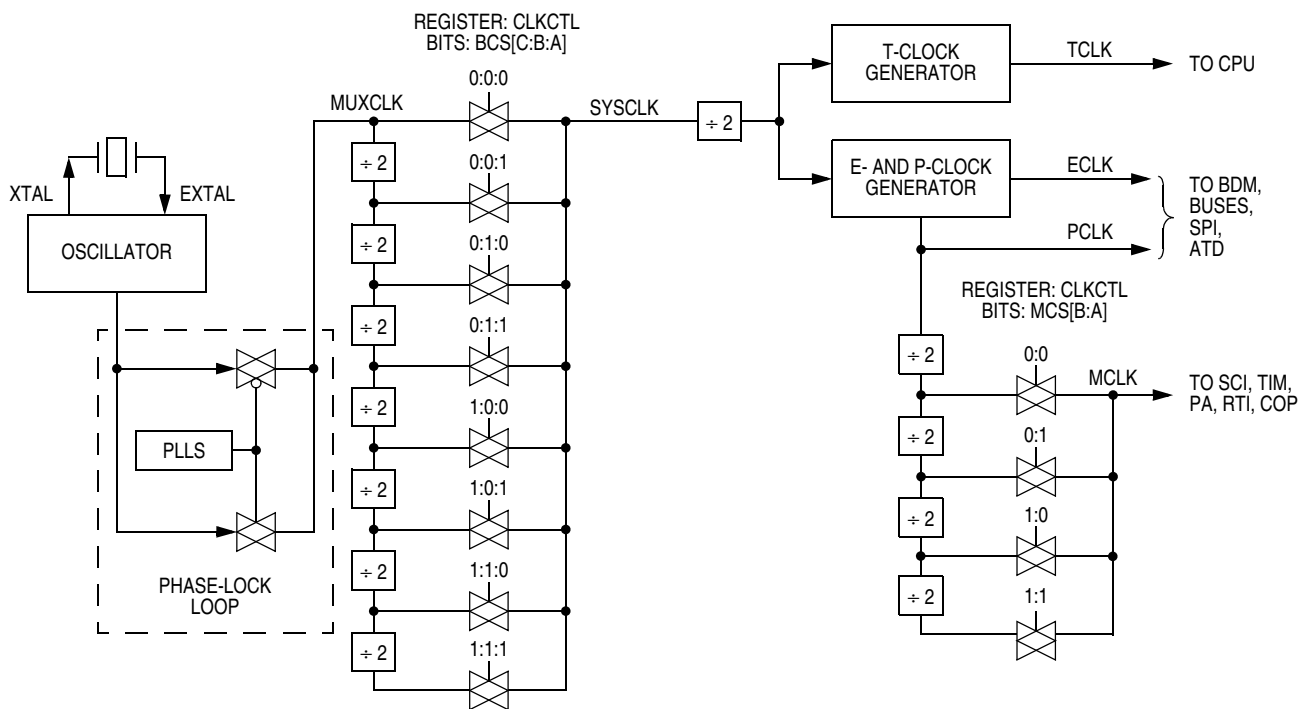 REGISTER: CLKCTL
BITS: BCS[C:B:A]
0:0:0
MUXCLK
SYSCLK
÷ 2
T-CLOCK
GENERATOR
TCLK
TO CPU
÷ 2
0:0:1
E- AND P-CLOCK
GENERATOR
ECLK
TO BDM,
BUSES,
SPI,
ATD
PCLK
XTAL
EXTAL
OSCILLATOR
÷ 2
0:1:0
÷ 2
0:1:1
÷ 2
1:0:0
÷ 2
1:0:1
÷ 2
1:1:0
÷ 2
1:1:1
PLLS
PHASE-LOCK
LOOP
REGISTER: CLKCTL
BITS: MCS[B:A]
÷ 2
0:0
MCLK
TO SCI, TIM,
PA, RTI, COP
÷ 2
0:1
÷ 2
1:0
÷ 2
1:1